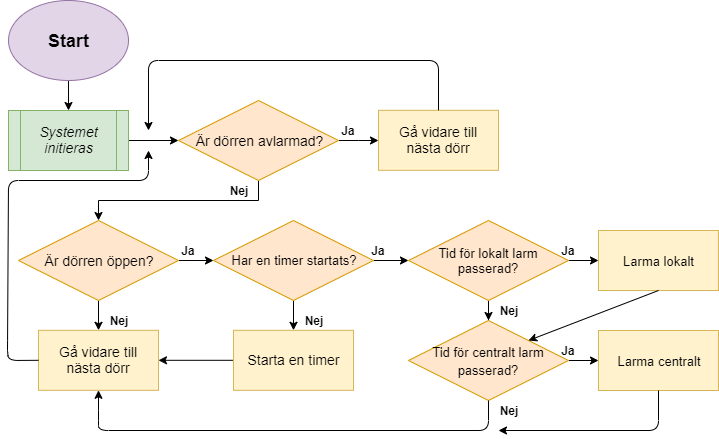 Start
Systemet
initieras
Är dörren avlarmad?
Ja
Gå vidare till
nästa dörr
Nej
Är dörren öppen?
Ja
Har en timer startats?
Ja
Tid för lokalt larm
passerad?
Ja
Larma lokalt
Nej
Nej
Nej
Gå vidare till
nästa dörr
Starta en timer
Tid för centralt larm
passerad?
Ja
Larma centralt
Nej